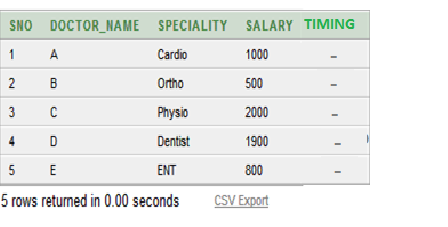 SNO DOCTOR_NAME SPECIALITY SALARY TIMING
1 A Cardio 1000 –
2 B Ortho 500 –
3 C Physio 2000 –
4 D Dentist 1900 –
5 E ENT 800 –
5 rows returned in 0.00 seconds CSV Export